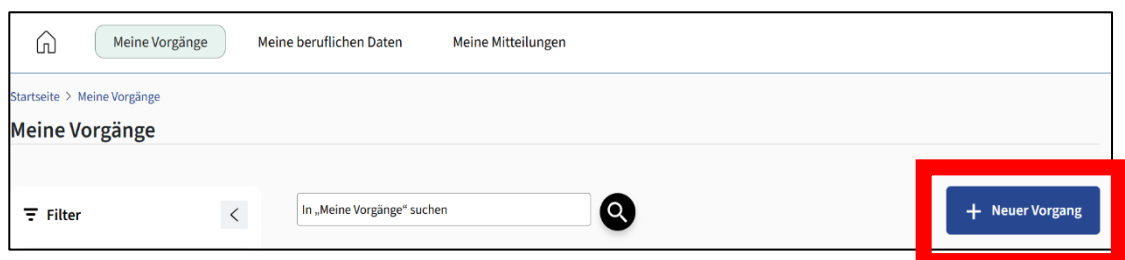 Meine Vorgänge Meine beruflichen Daten Meine Mitteilungen
Startseite > Meine Vorgänge
Meine Vorgänge
Filter
In „Meine Vorgänge“ suchen
+ Neuer Vorgang